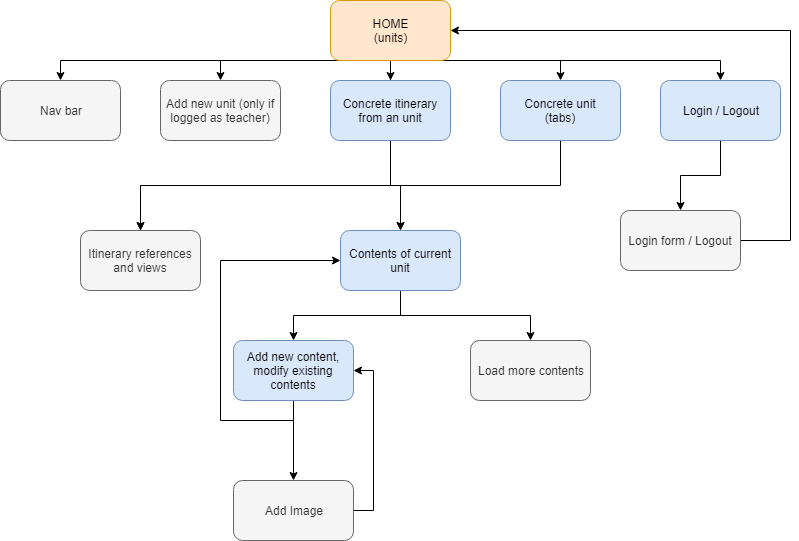 HOME
(units)
Nav bar
Add new unit (only if
logged as teacher)
Concrete itinerary
from an unit
Concrete unit
(tabs)
Login / Logout
Itinerary references
and views
Contents of current
unit
Login form / Logout
Add new content,
modify existing
contents
Load more contents
Add Image